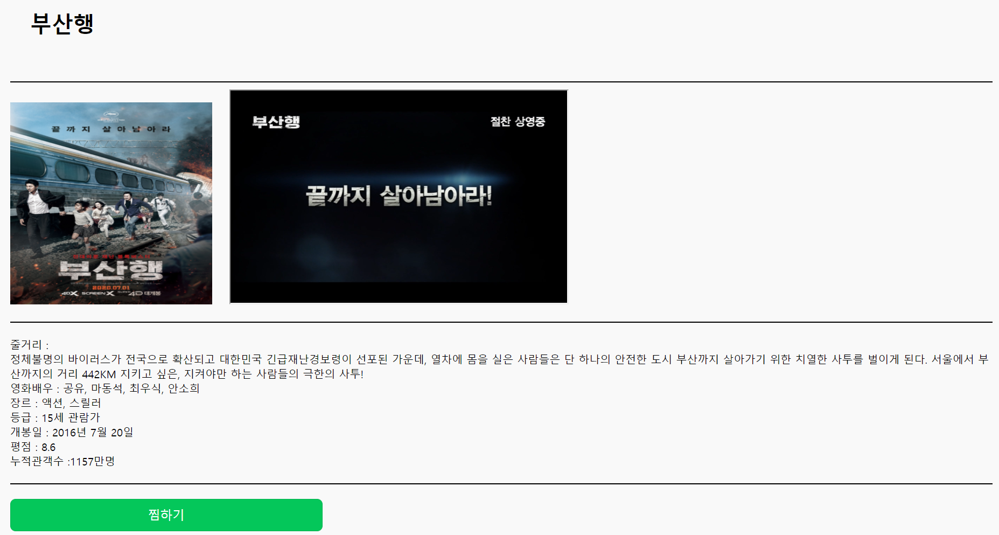 부산행
끝까지 살아남아라
부산행
2020.07.01
4DX SCREENX SUPER 4D 대개봉
부산행
절찬 상영중
끝까지 살아남아라!
줄거리 :
정체불명의 바이러스가 전국으로 확산되고 대한민국 긴급재난경보령이 선포된 가운데, 열차에 몸을 실은 사람들은 단 하나의 안전한 도시 부산까지 살아가기 위한 치열한 사투를 벌이게 된다. 서울에서 부
산까지의 거리 442KM 지키고 싶은, 지켜야만 하는 사람들의 극한의 사투!
영화배우 : 공유, 마동석, 최우식, 안소희
장르 : 액션, 스릴러
등급 : 15세 관람가
개봉일 : 2016년 7월 20일
평점 : 8.6
누적관객수 :1157만명
찜하기